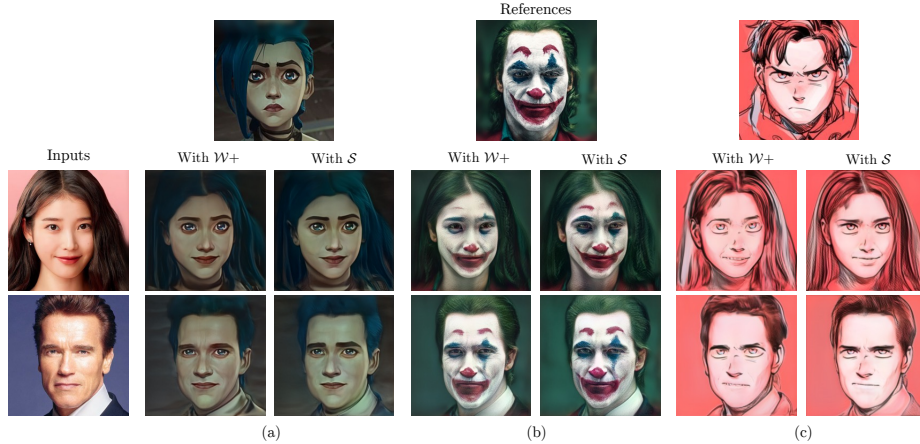 References
Inputs
With 𝒲+ With 𝒮 With 𝒲+ With 𝒮 With 𝒲+ With 𝒮
(a) (b) (c)